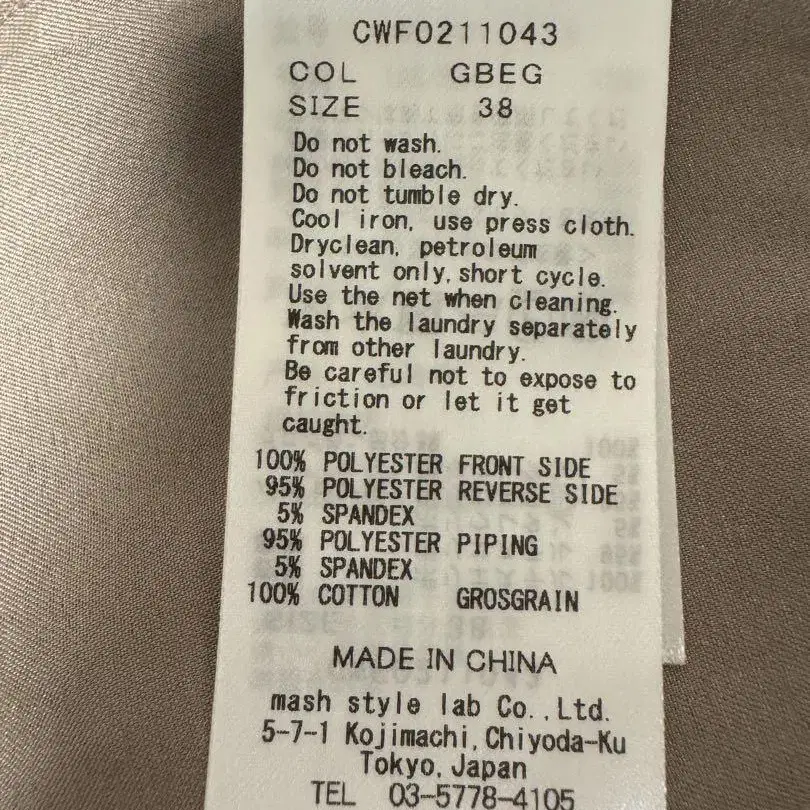 CWF0211043
COL GBEG
SIZE 38
Do not wash.
Do not bleach.
Do not tumble dry.
Cool iron, use press cloth.
Dryclean, petroleum
solvent only, short cycle.
Use the net when cleaning.
Wash the laundry separately
from other laundry.
Be careful not to expose to
friction or let it get
caught.
100% POLYESTER FRONT SIDE
95% POLYESTER REVERSE SIDE
5% SPANDEX
95% POLYESTER PIPING
5% SPANDEX
100% COTTON GROSGRAIN
MADE IN CHINA
mash style lab Co.,Ltd.
5-7-1 Kojimachi, Chiyoda-Ku
Tokyo, Japan
TEL 03-5778-4105